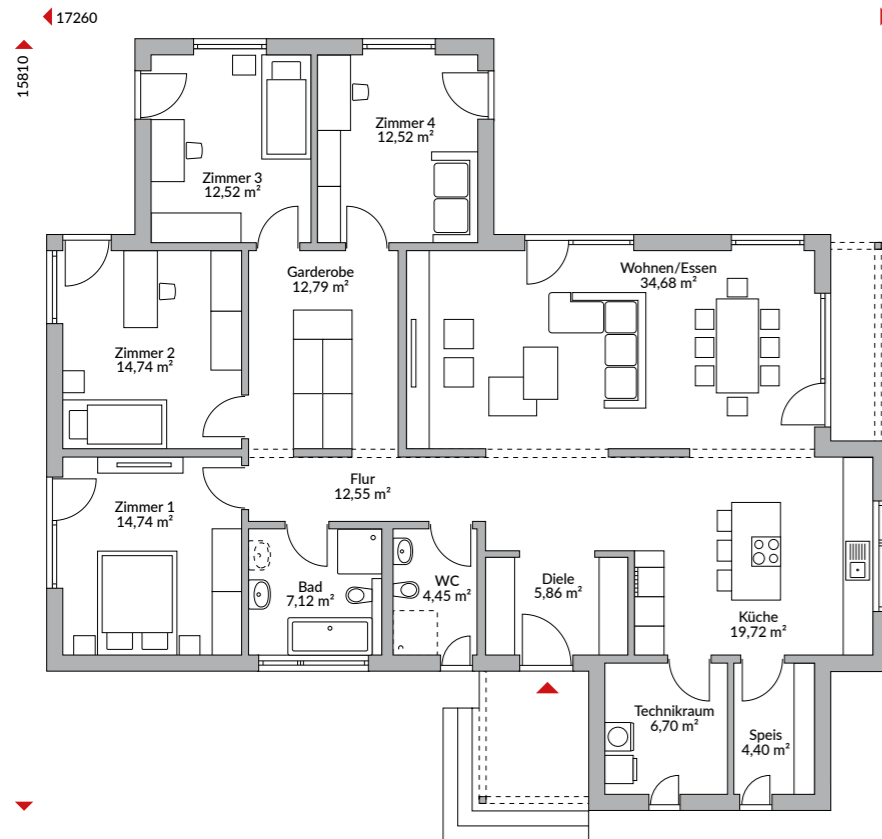 17260
15810
Zimmer 4
12,52 m²
Zimmer 3
12,52 m²
Garderobe
12,79 m²
Wohnen/Essen
34,68 m²
Zimmer 2
14,74 m²
Flur
12,55 m²
Zimmer 1
14,74 m²
Bad
7,12 m²
WC
4,45 m²
Diele
5,86 m²
Küche
19,72 m²
Technikraum
6,70 m²
Speis
4,40 m²